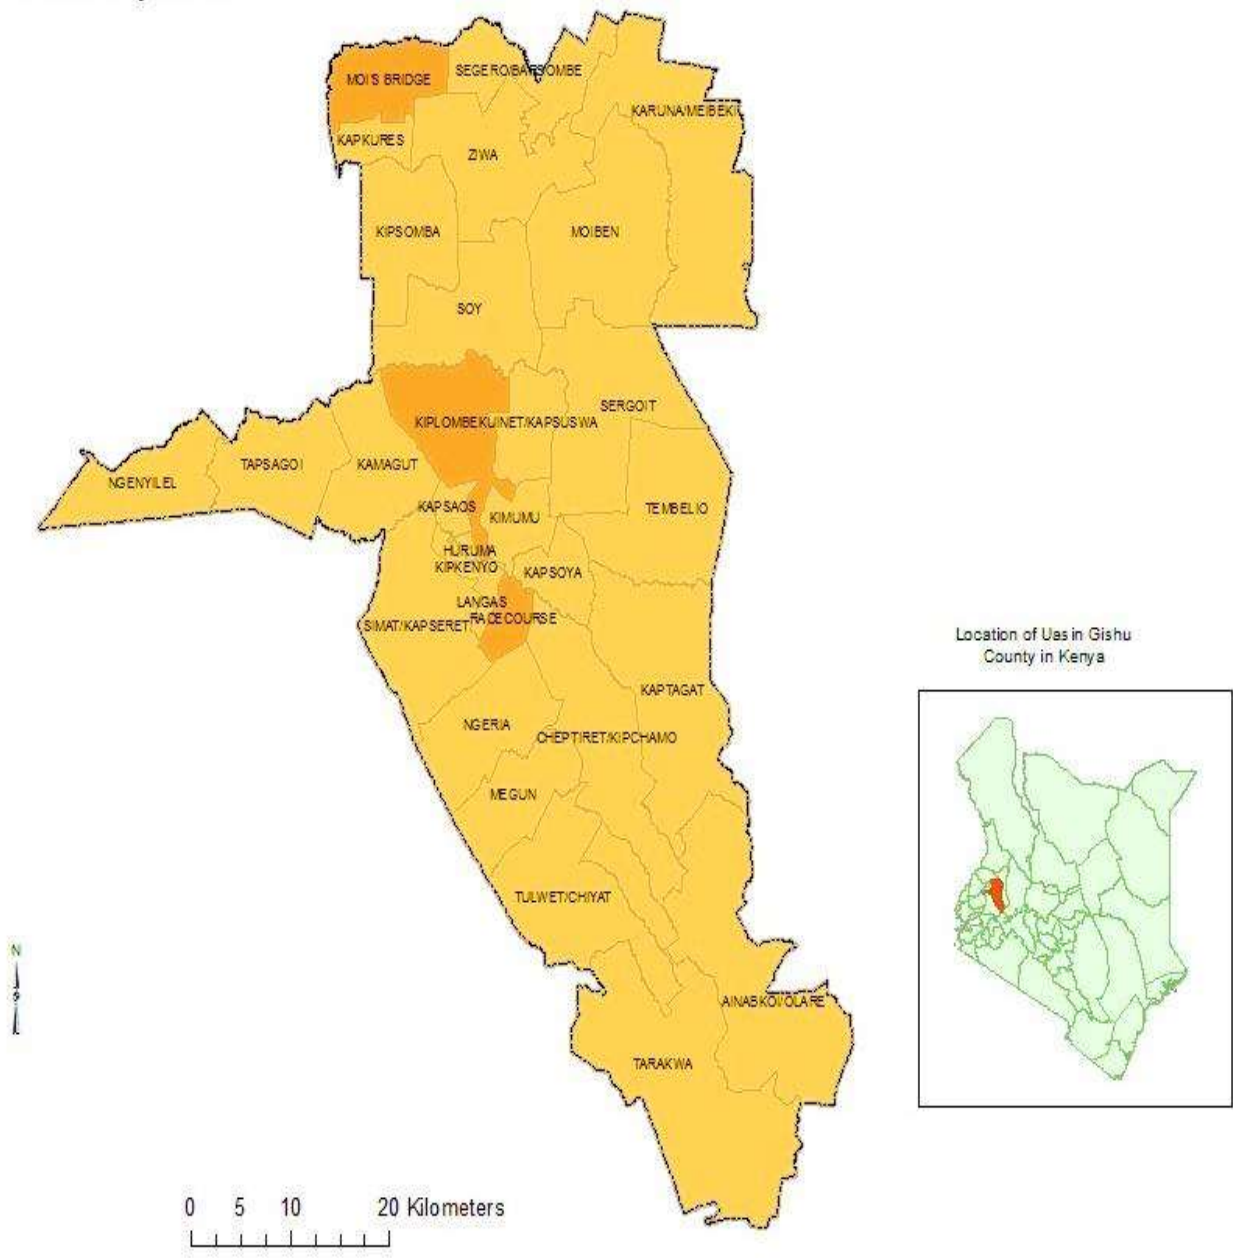 MOI'S BRIDGE
SEGERO/BARSOMBE
KARUNA/MEIBEKI
KAPKURES
ZIWA
KIPSOMBA
MOIBEN
SOY
SERGOIT
KIPLOMBE
KUINET/KAPSUSWA
TAPSAGOI
KAMAGUT
NGENYILEL
KAPSAOS
KIMUMU
TEMBELIO
HURUMA
KIPKENYO
KAPSOYA
LANGAS
RACECOURSE
SIMAT/KAPSERET
Location of Uasin Gishu
County in Kenya
KAPTAGAT
NGERIA
CHEPTIRET/KIPCHAMO
MEGUN
TULWET/CHIYAT
N
AINABKOI/OLARE
TARAKWA
0 5 10 20 Kilometers